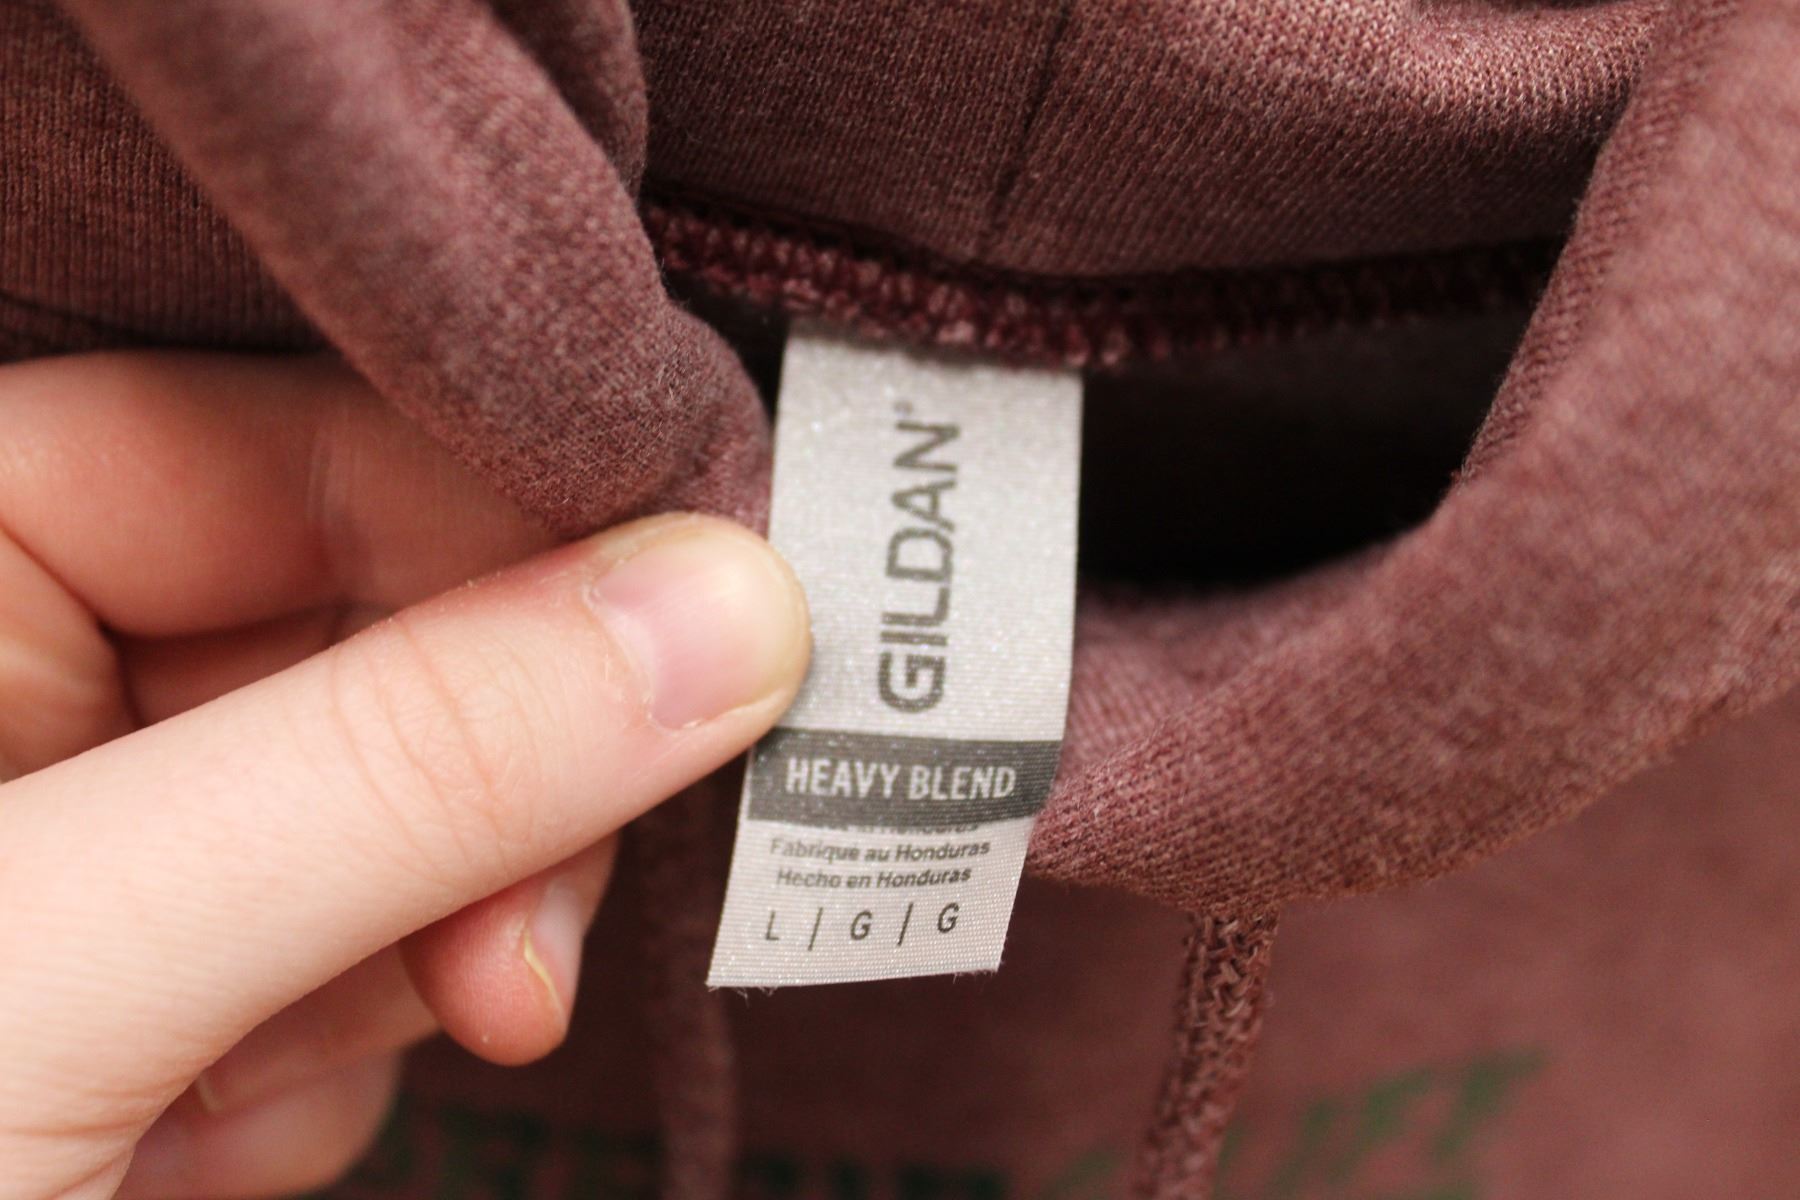 GILDAN®
HEAVY BLEND
Fabrique au Honduras
Hecho en Honduras
L / G / G